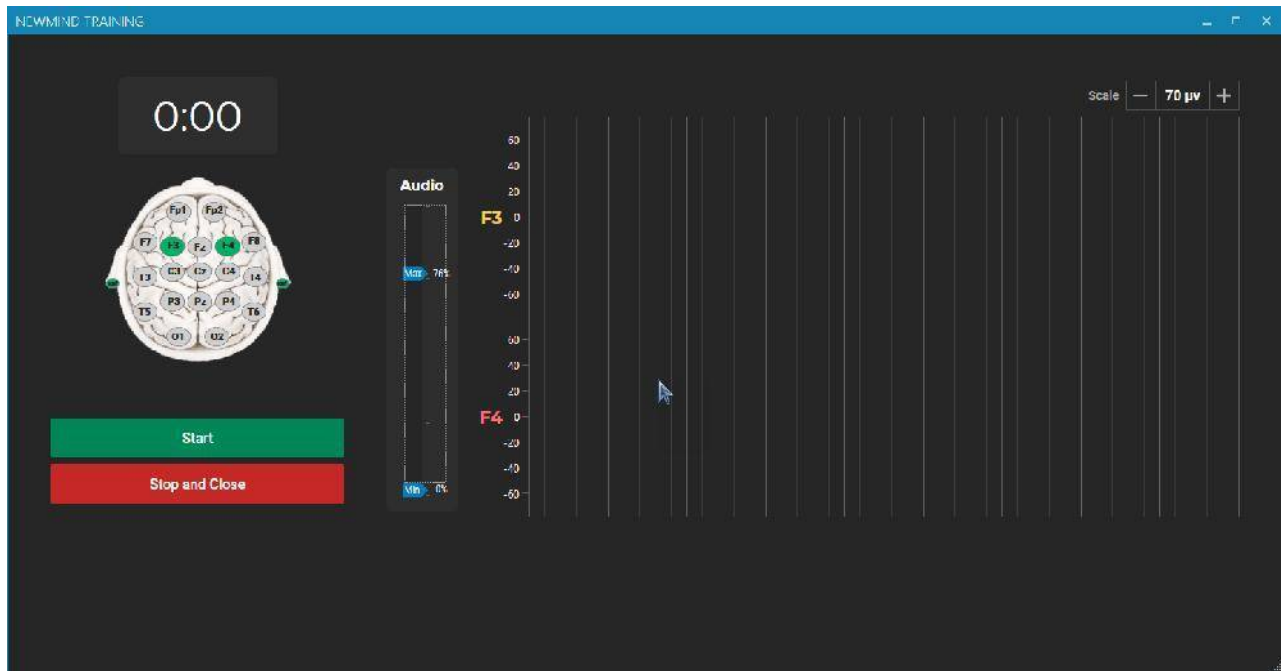 NEWMIND TRAINING
0:00
Scale — 70 µv +
Fp1 Fp2
F7 F3 Fz F4 F8
T3 C3 Cz C4 T4
T5 P3 Pz P4 T6
O1 O2
Start
Stop and Close
Audio
Max 76%
Min 0%
60
40
20
F3 0
-20
-40
-60
60
40
20
F4 0
-20
-40
-60